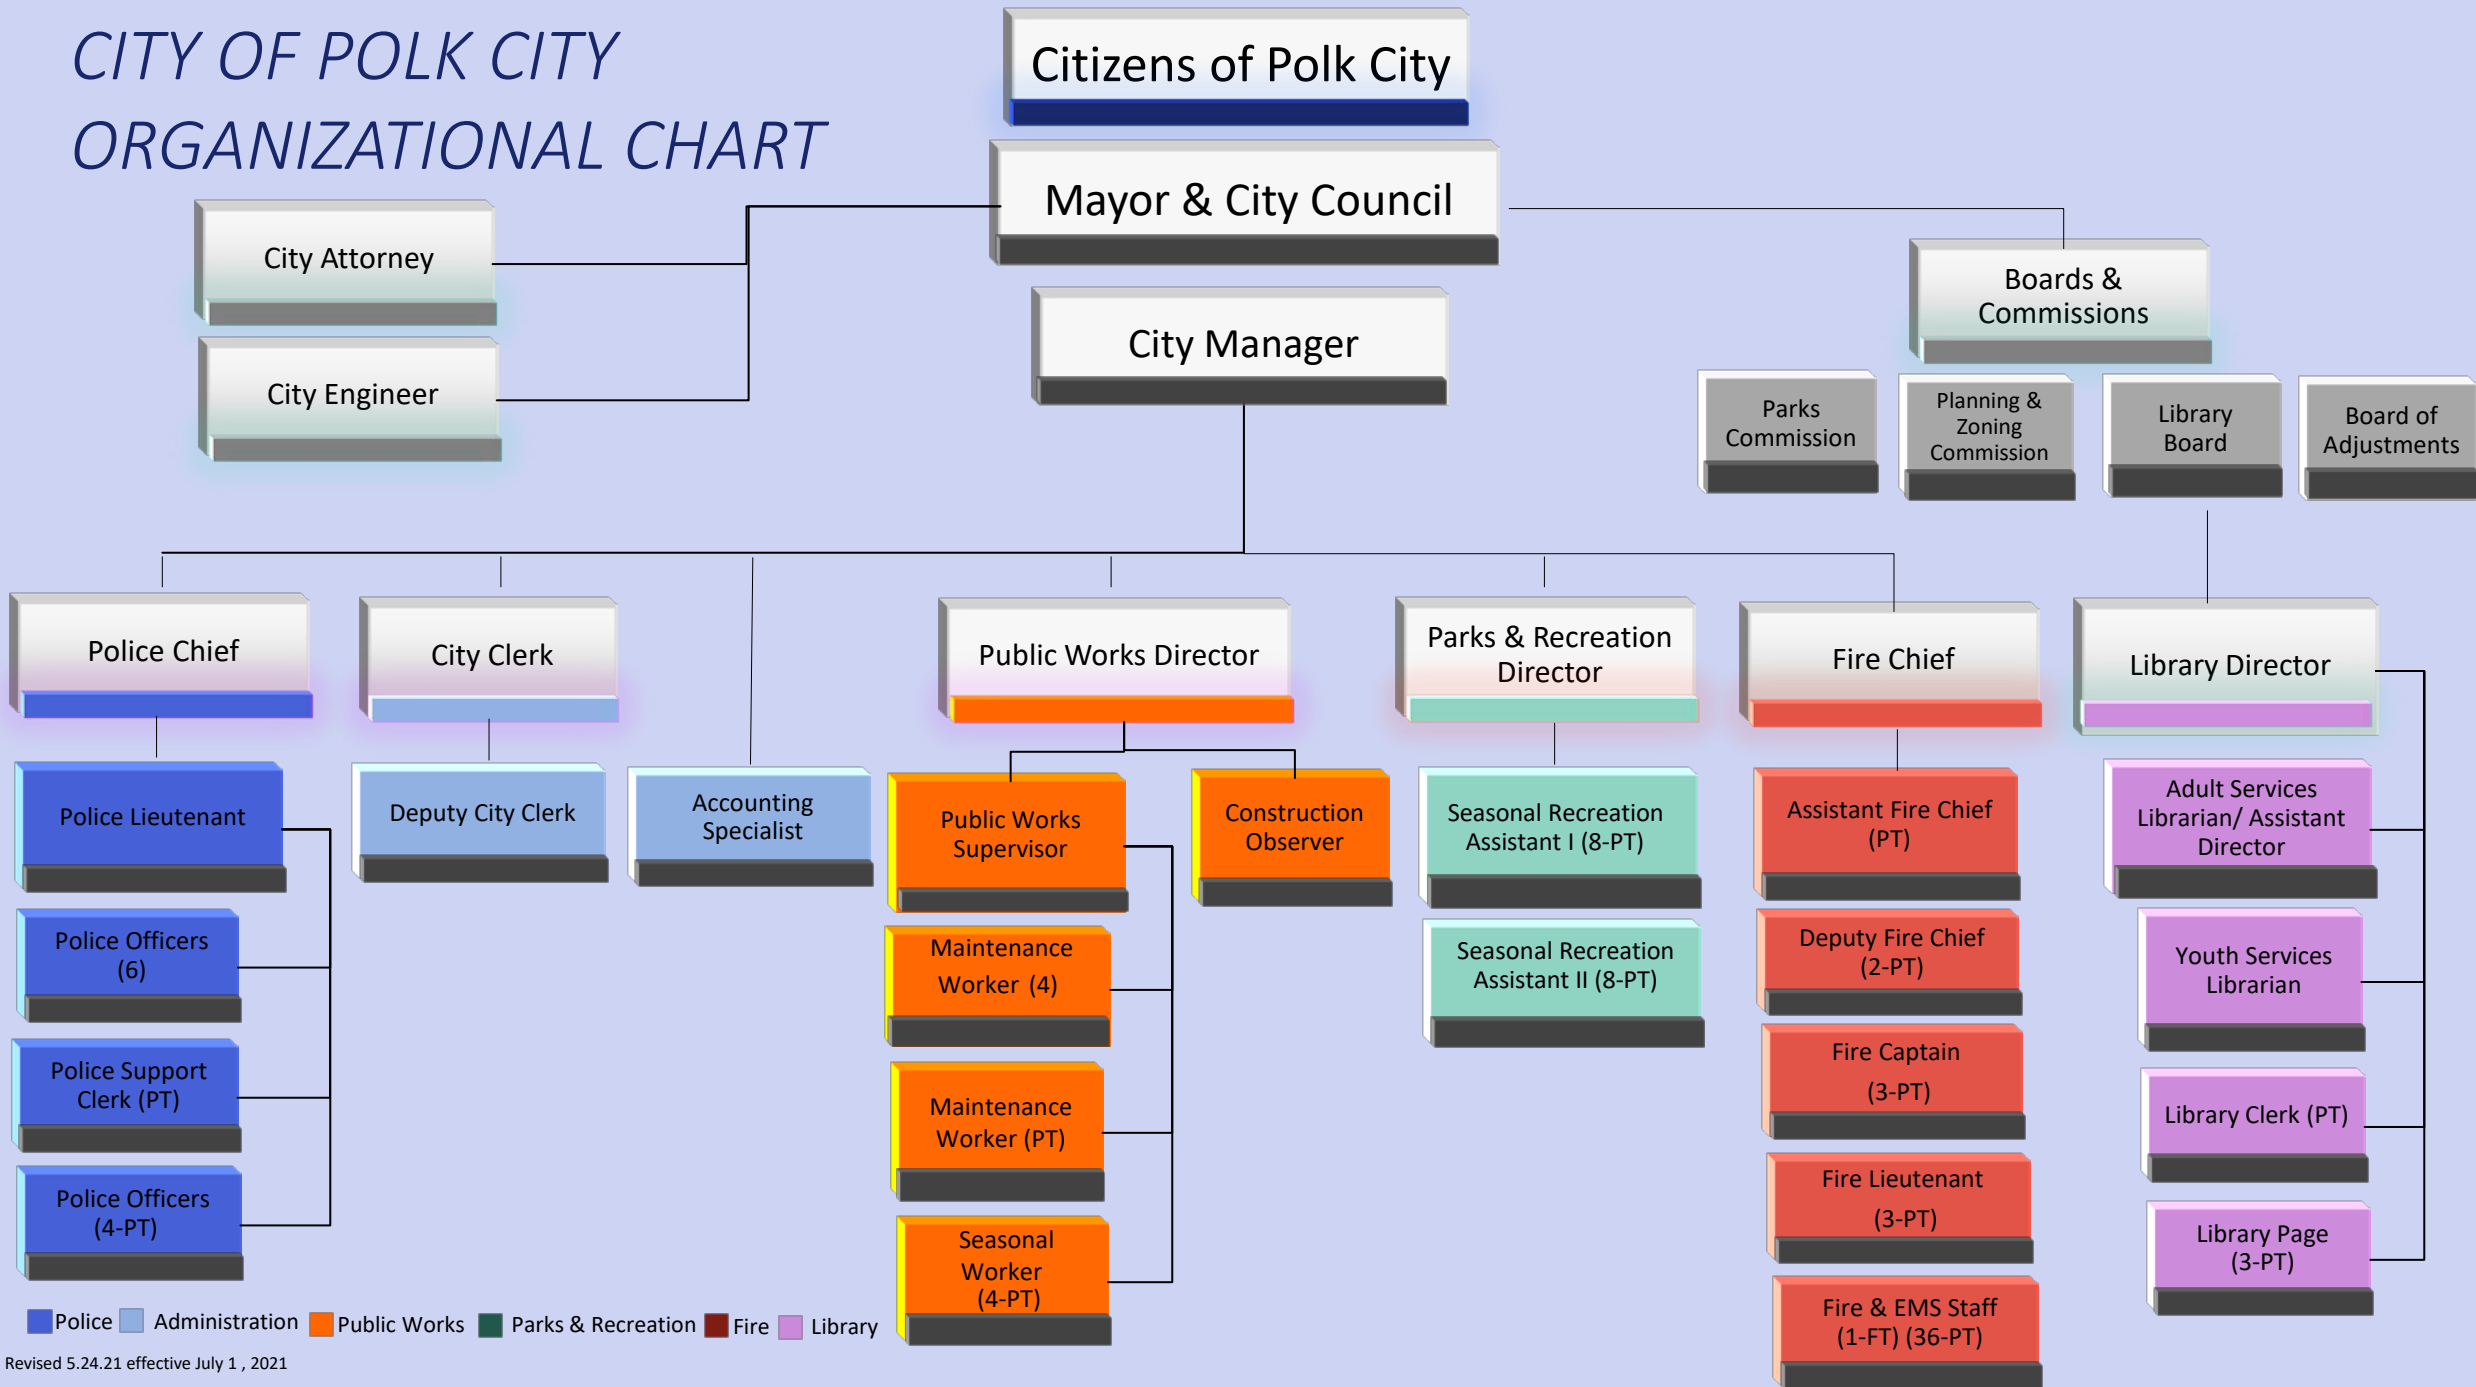 CITY OF POLK CITY
ORGANIZATIONAL CHART
Citizens of Polk City
Mayor & City Council
City Attorney
City Engineer
City Manager
Boards &
Commissions
Parks
Commission
Planning &
Zoning
Commission
Library
Board
Board of
Adjustments
Police Chief
City Clerk
Public Works Director
Parks & Recreation
Director
Fire Chief
Library Director
Police Lieutenant
Police Officers
(6)
Police Support
Clerk (PT)
Police Officers
(4-PT)
Deputy City Clerk
Accounting
Specialist
Public Works
Supervisor
Maintenance
Worker (4)
Maintenance
Worker (PT)
Seasonal
Worker
(4-PT)
Construction
Observer
Seasonal Recreation
Assistant I (8-PT)
Seasonal Recreation
Assistant II (8-PT)
Assistant Fire Chief
(PT)
Deputy Fire Chief
(2-PT)
Fire Captain
(3-PT)
Fire Lieutenant
(3-PT)
Fire & EMS Staff
(1-FT) (36-PT)
Adult Services
Librarian/ Assistant
Director
Youth Services
Librarian
Library Clerk (PT)
Library Page
(3-PT)
Police Administration Public Works Parks & Recreation Fire Library
Revised 5.24.21 effective July 1 , 2021